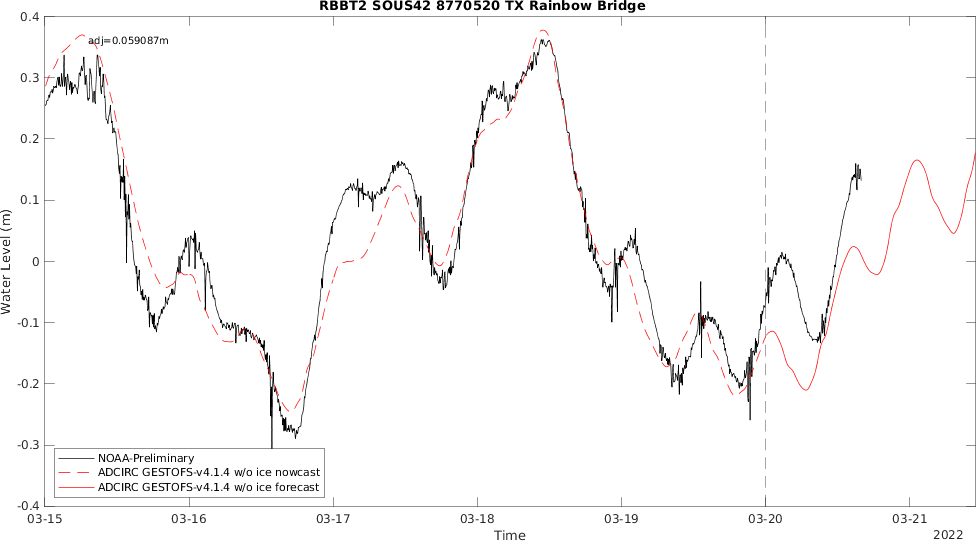 RBBT2 SOUS42 8770520 TX Rainbow Bridge
adj=0.059087m
Water Level (m)
0.4
0.3
0.2
0.1
0
-0.1
-0.2
-0.3
-0.4
NOAA-Preliminary
ADCIRC GESTOFS-v4.1.4 w/o ice nowcast
ADCIRC GESTOFS-v4.1.4 w/o ice forecast
03-15 03-16 03-17 03-18 03-19 03-20 03-21
Time
2022